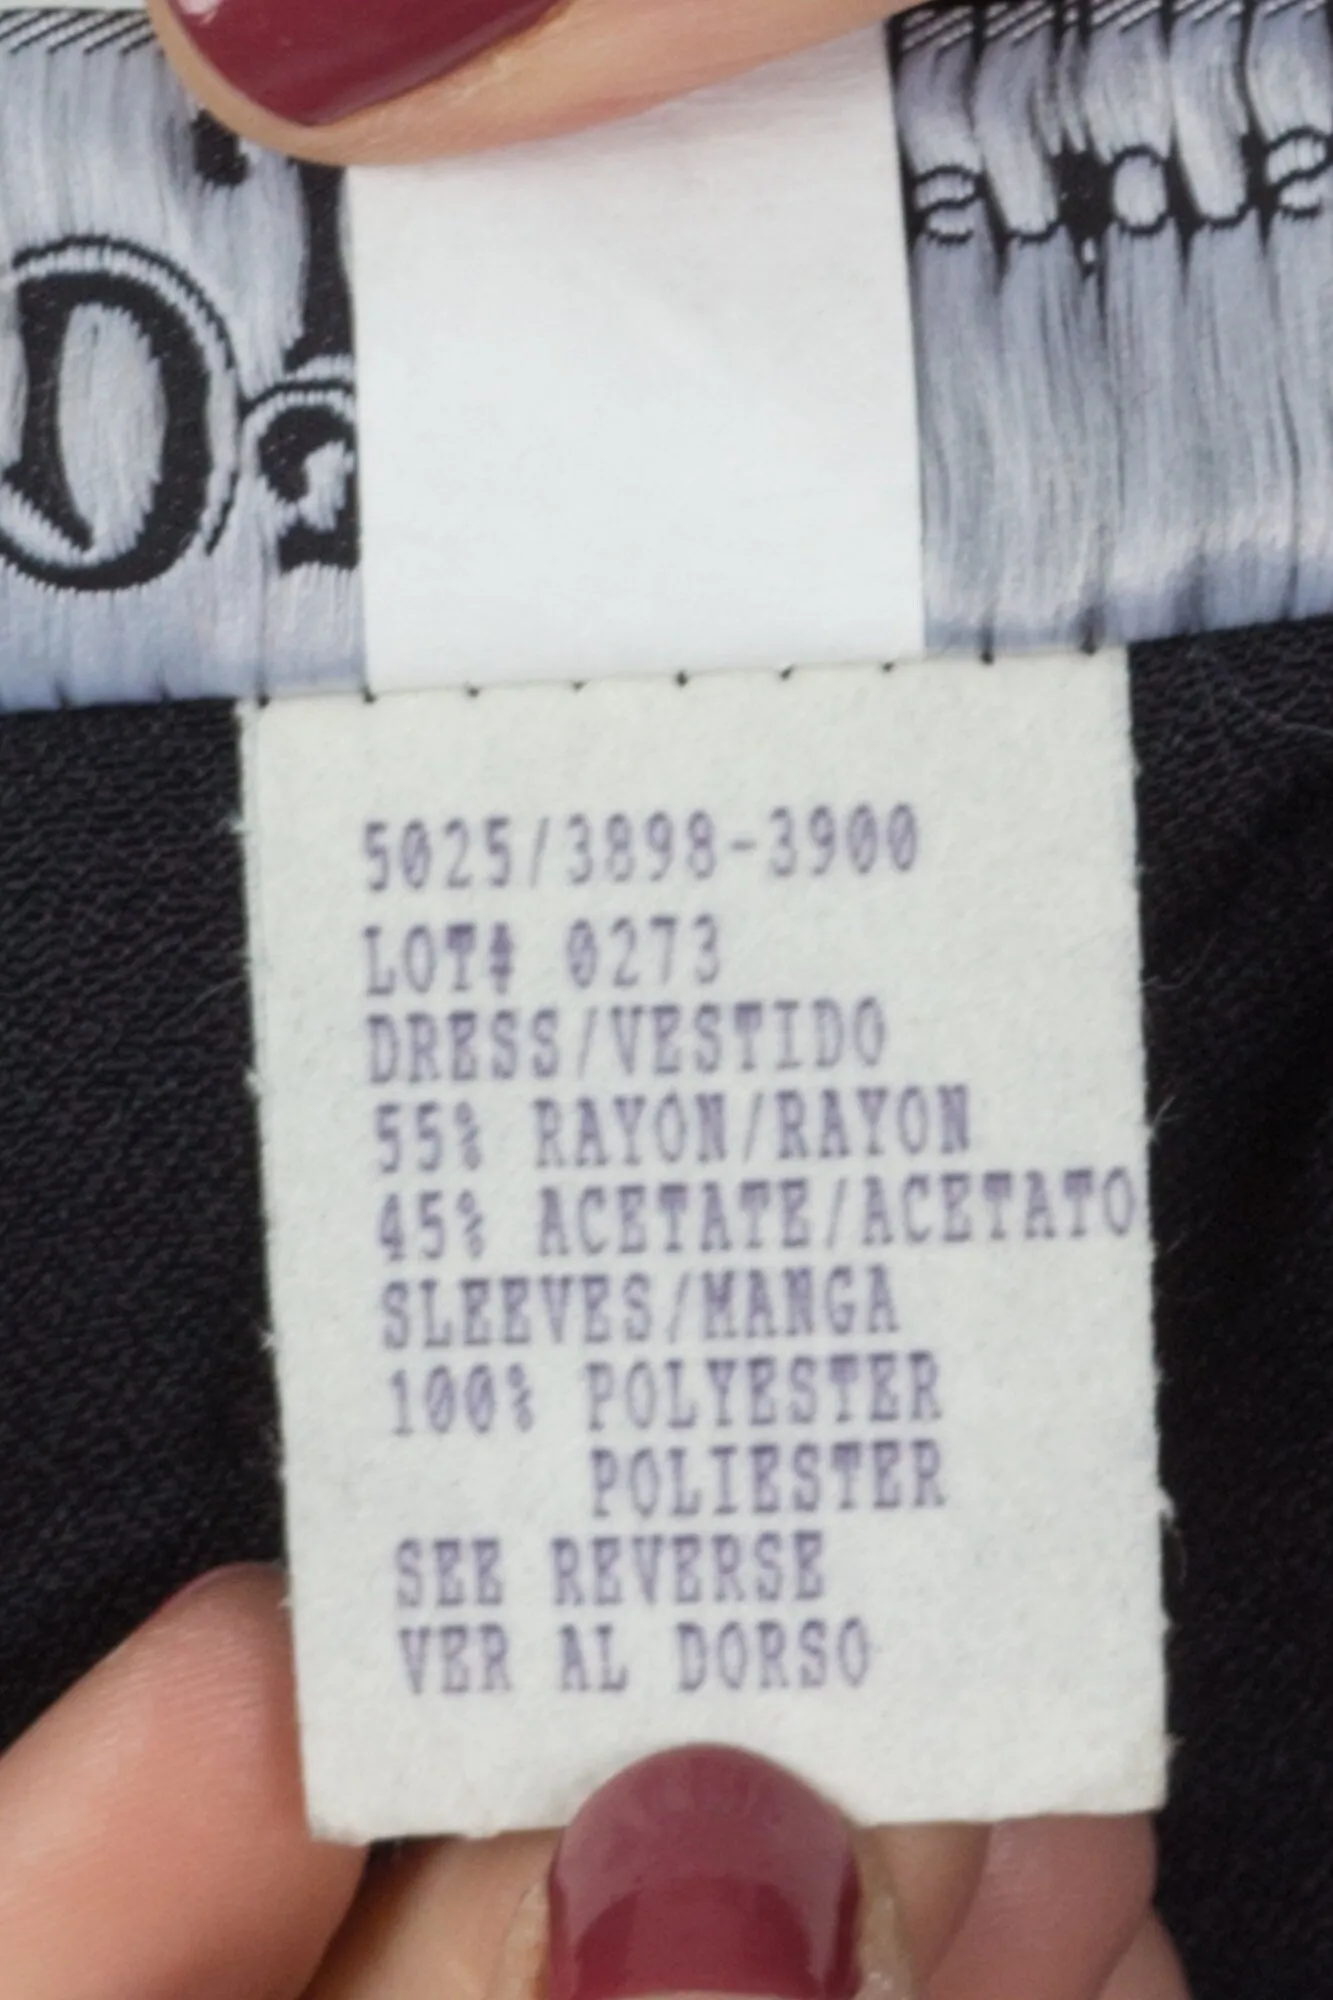 5025/3898-3900
LOT# 0273
DRESS/VESTIDO
55% RAYON/RAYON
45% ACETATE/ACETATO
SLEEVES/MANGA
100% POLYESTER
POLIESTER
SEE REVERSE
VER AL DORSO